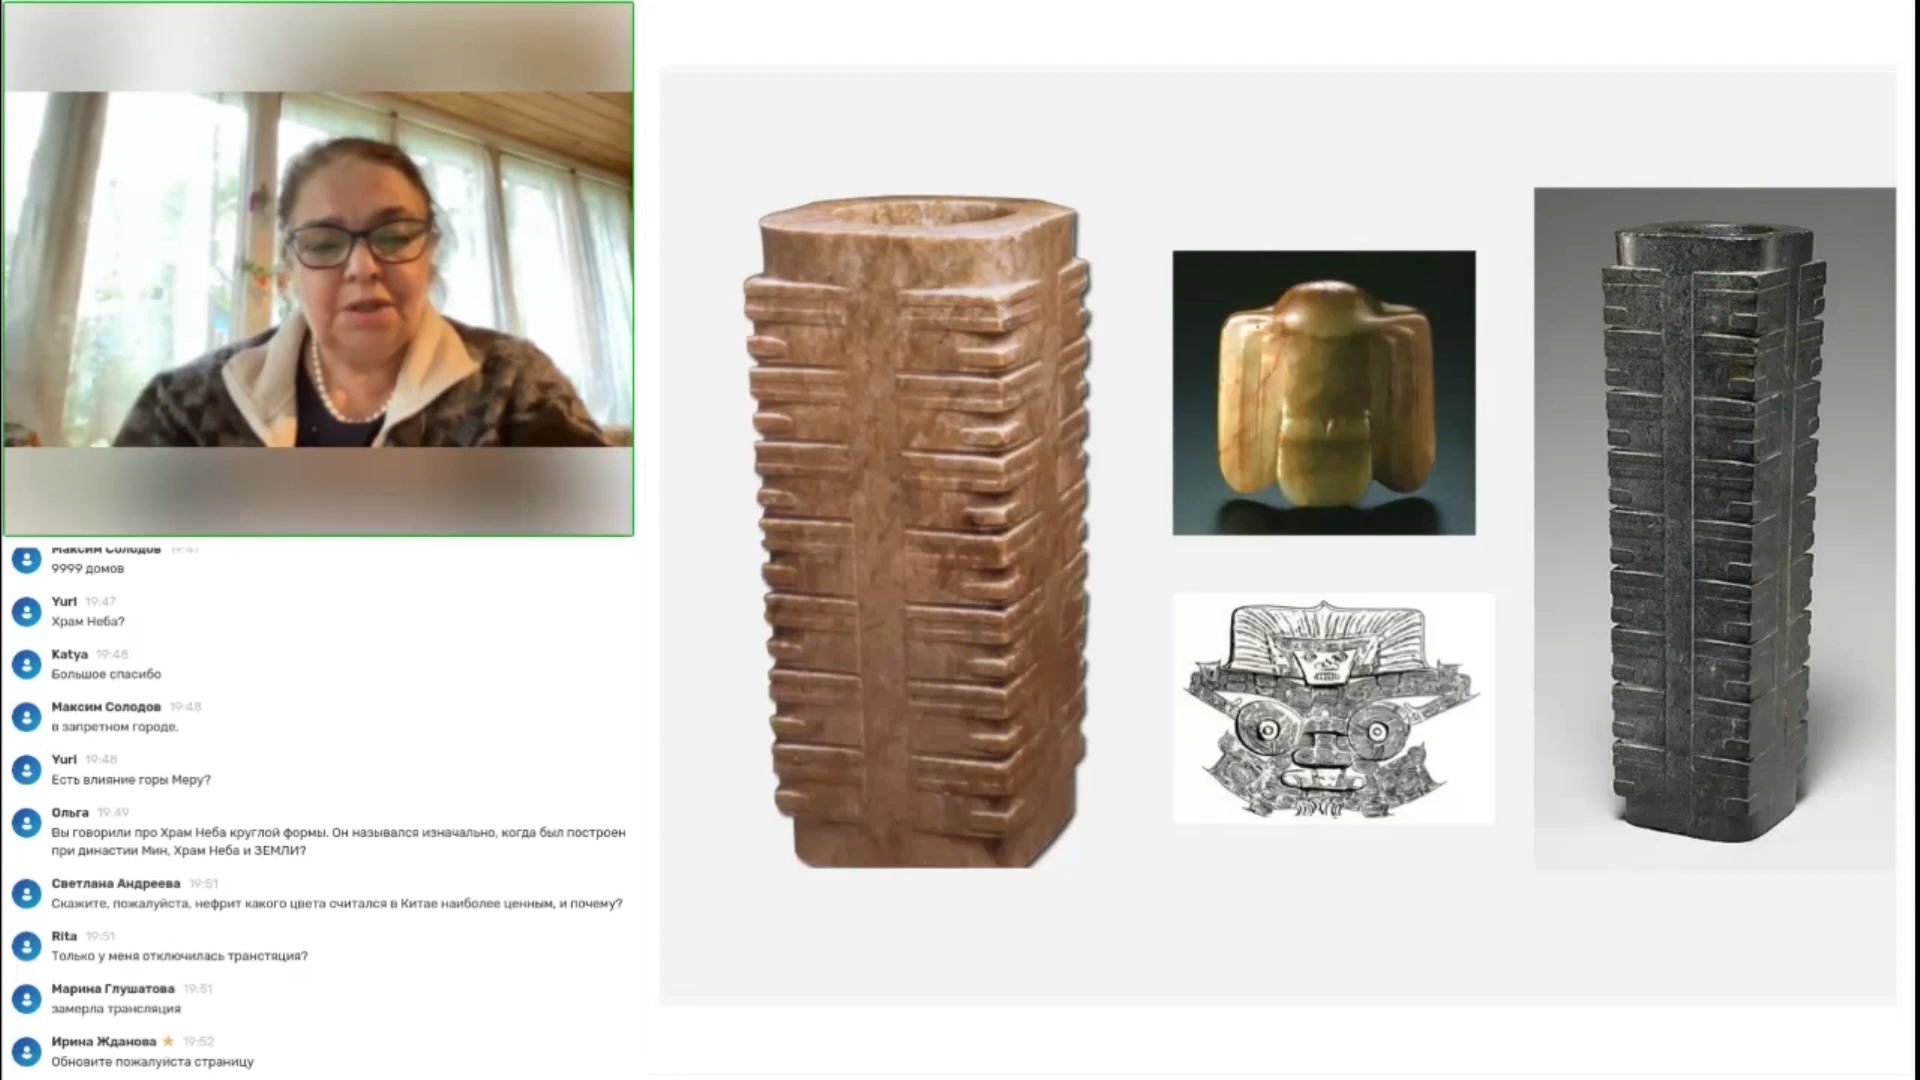 Максим Солодов 19:47
9999 домов
Yuri 19:47
Храм Неба?
Katya 19:48
Большое спасибо
Максим Солодов 19:48
в запретном городе.
Yuri 19:48
Есть влияние горы Меру?
Ольга 19:49
Вы говорили про Храм Неба круглой формы. Он назывался изначально, когда был построен
при династии Мин, Храм Неба и ЗЕМЛИ?
Светлана Андреева 19:51
Скажите, пожалуйста, нефрит какого цвета считался в Китае наиболее ценным, и почему?
Rita 19:51
Только у меня отключилась транстяция?
Марина Глушатова 19:51
замерла трансляция
Ирина Жданова 19:52
Обновите пожалуйста страницу